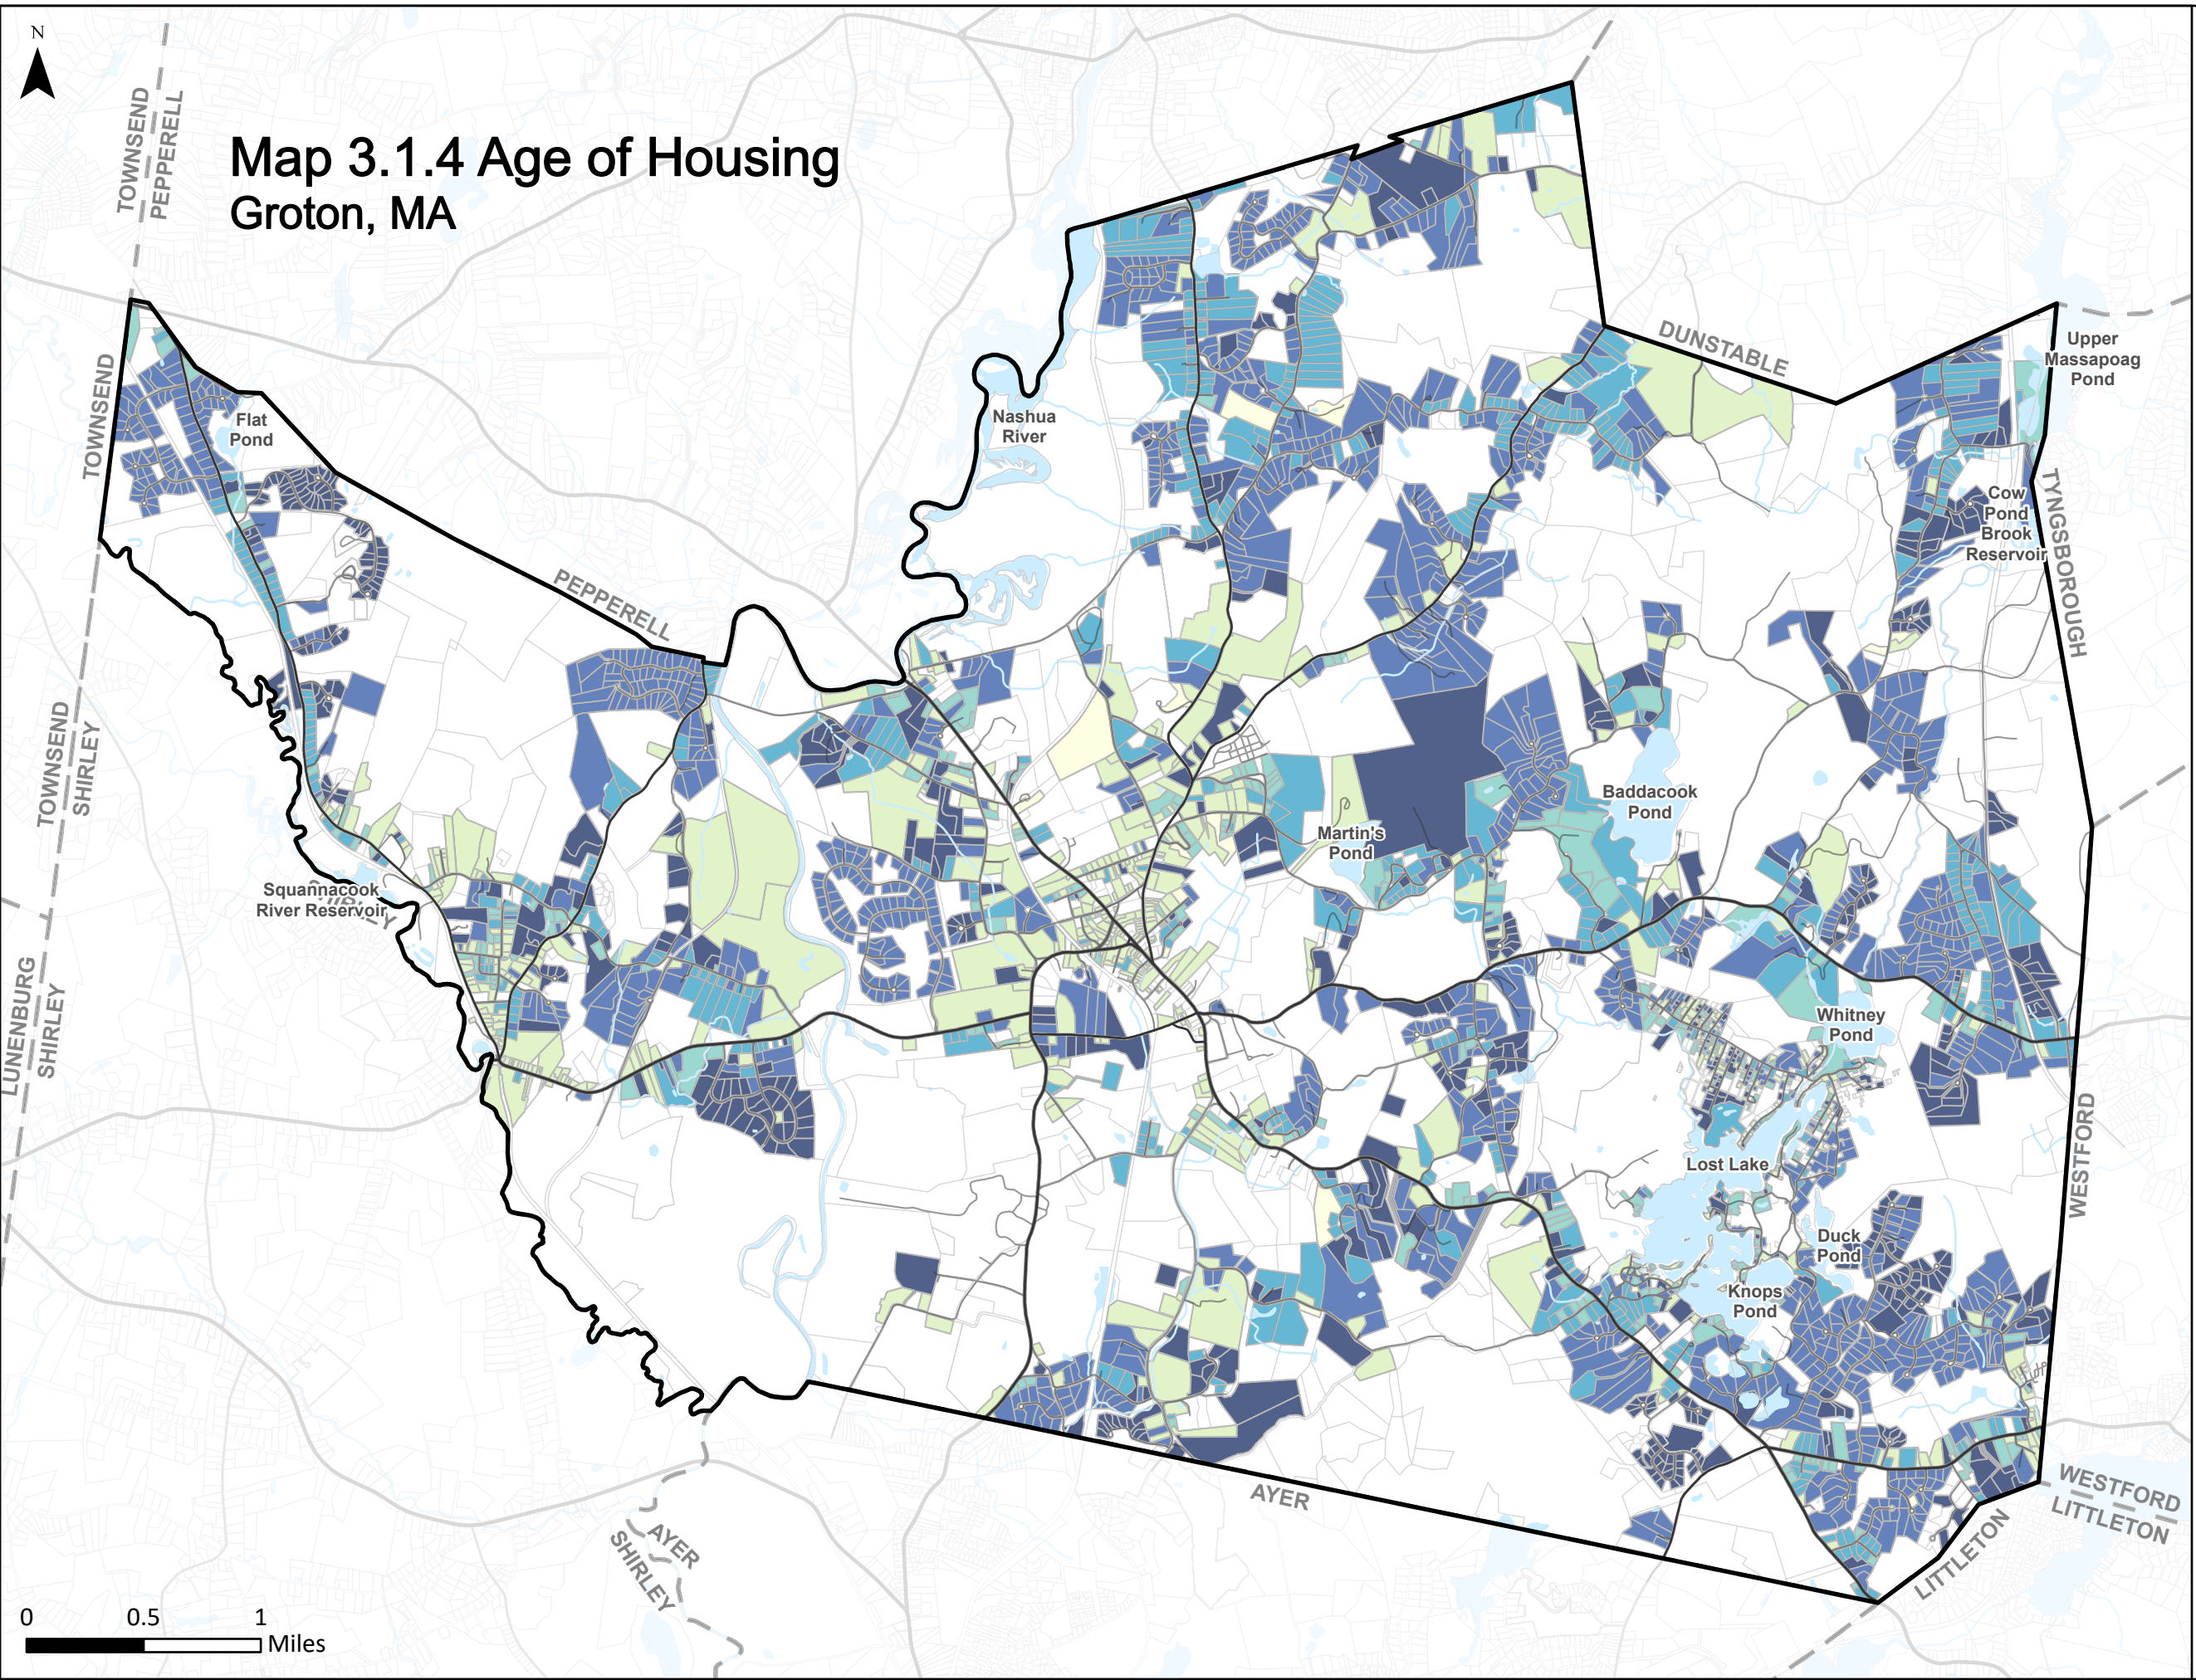 N
TOWNSEND
PEPPERELL
Map 3.1.4 Age of Housing
Groton, MA
DUNSTABLE
Upper
Massapoag
Pond
TOWNSEND
Flat
Pond
Nashua
River
TYNGSBOROUGH
Cow
Pond
Brook
Reservoir
PEPPERELL
TOWNSEND
SHIRLEY
Baddacook
Pond
Martin's
Pond
Squannacook
River Reservoir
SHIRLEY
LUNENBURG
SHIRLEY
Whitney
Pond
WESTFORD
Lost Lake
Duck
Pond
Knops
Pond
AYER
WESTFORD
LITTLETON
AYER
SHIRLEY
LITTLETON
0 0.5 1
Miles